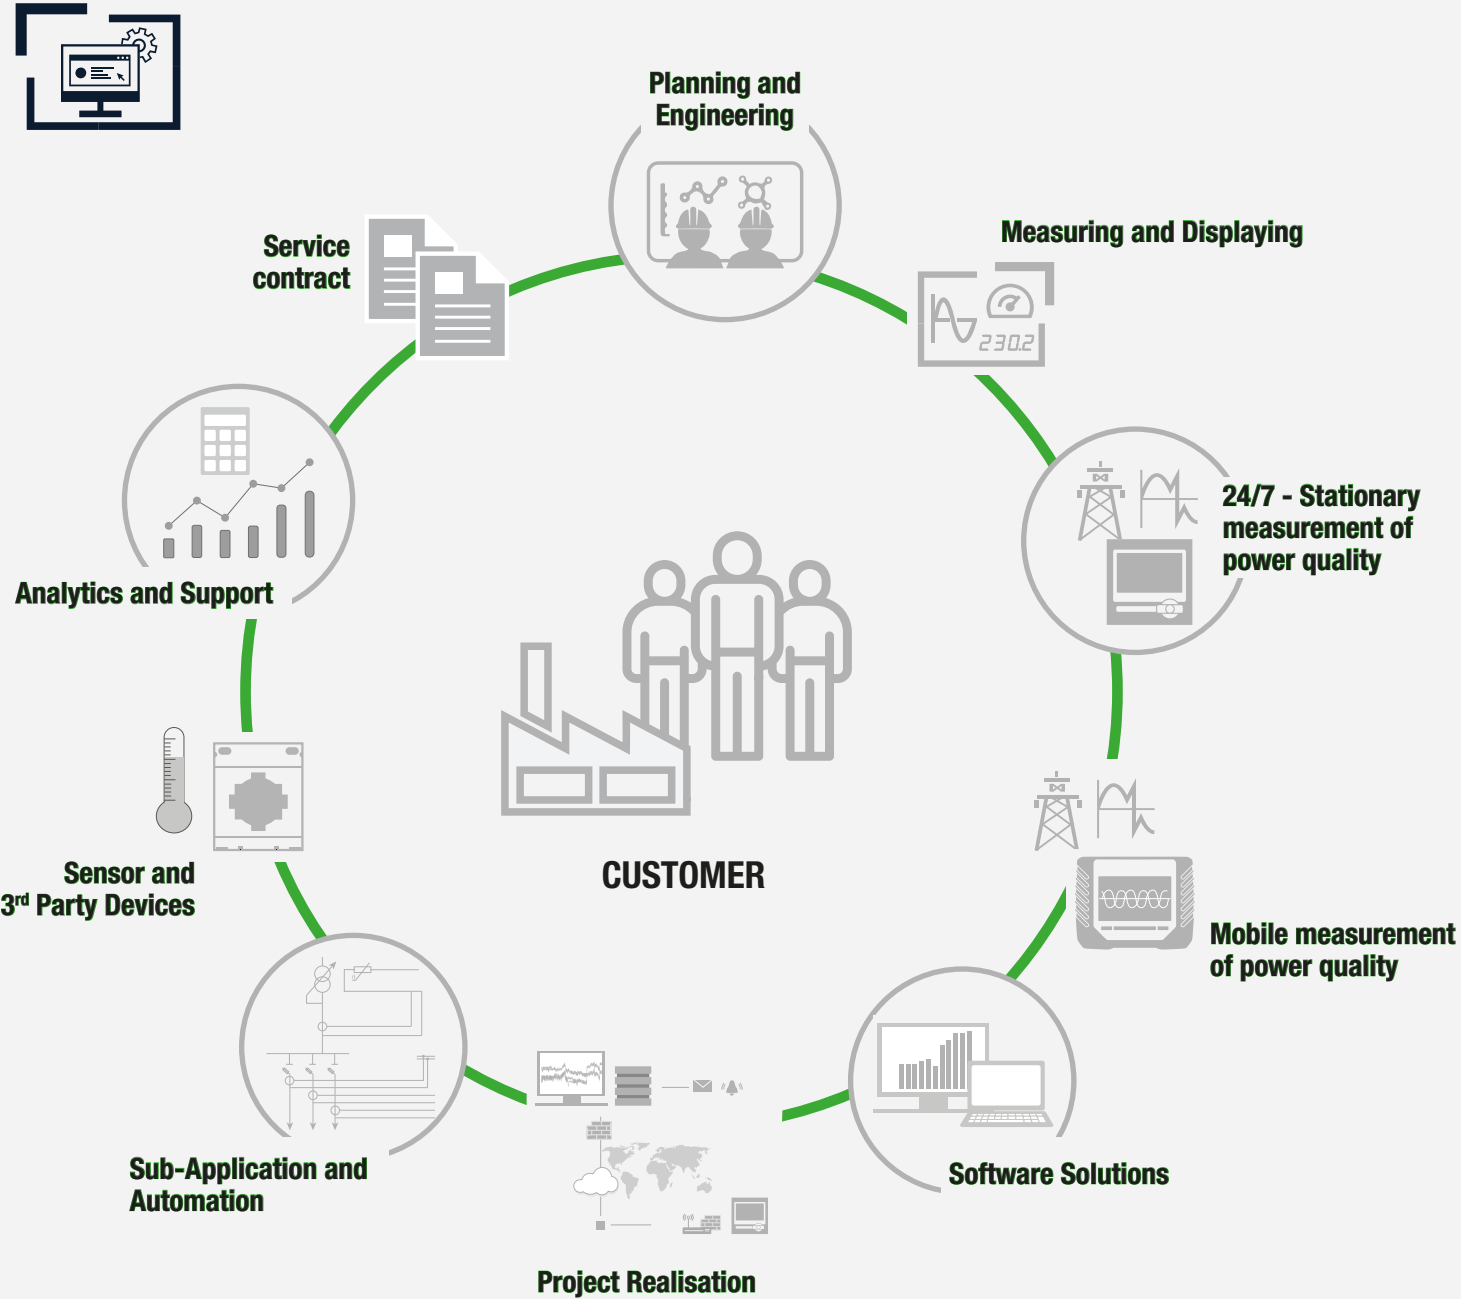 Planning and
Engineering
Measuring and Displaying
230.2
Service
contract
24/7 - Stationary
measurement of
power quality
Analytics and Support
CUSTOMER
Sensor and
3rd Party Devices
Mobile measurement
of power quality
Sub-Application and
Automation
Software Solutions
Project Realisation